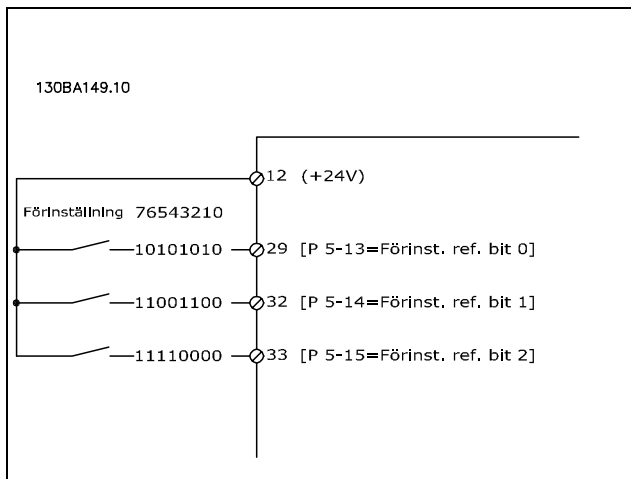 130BA149.10
12 (+24V)
Förinställning 76543210
10101010 29 [P 5-13=Förinst. ref. bit 0]
11001100 32 [P 5-14=Förinst. ref. bit 1]
11110000 33 [P 5-15=Förinst. ref. bit 2]